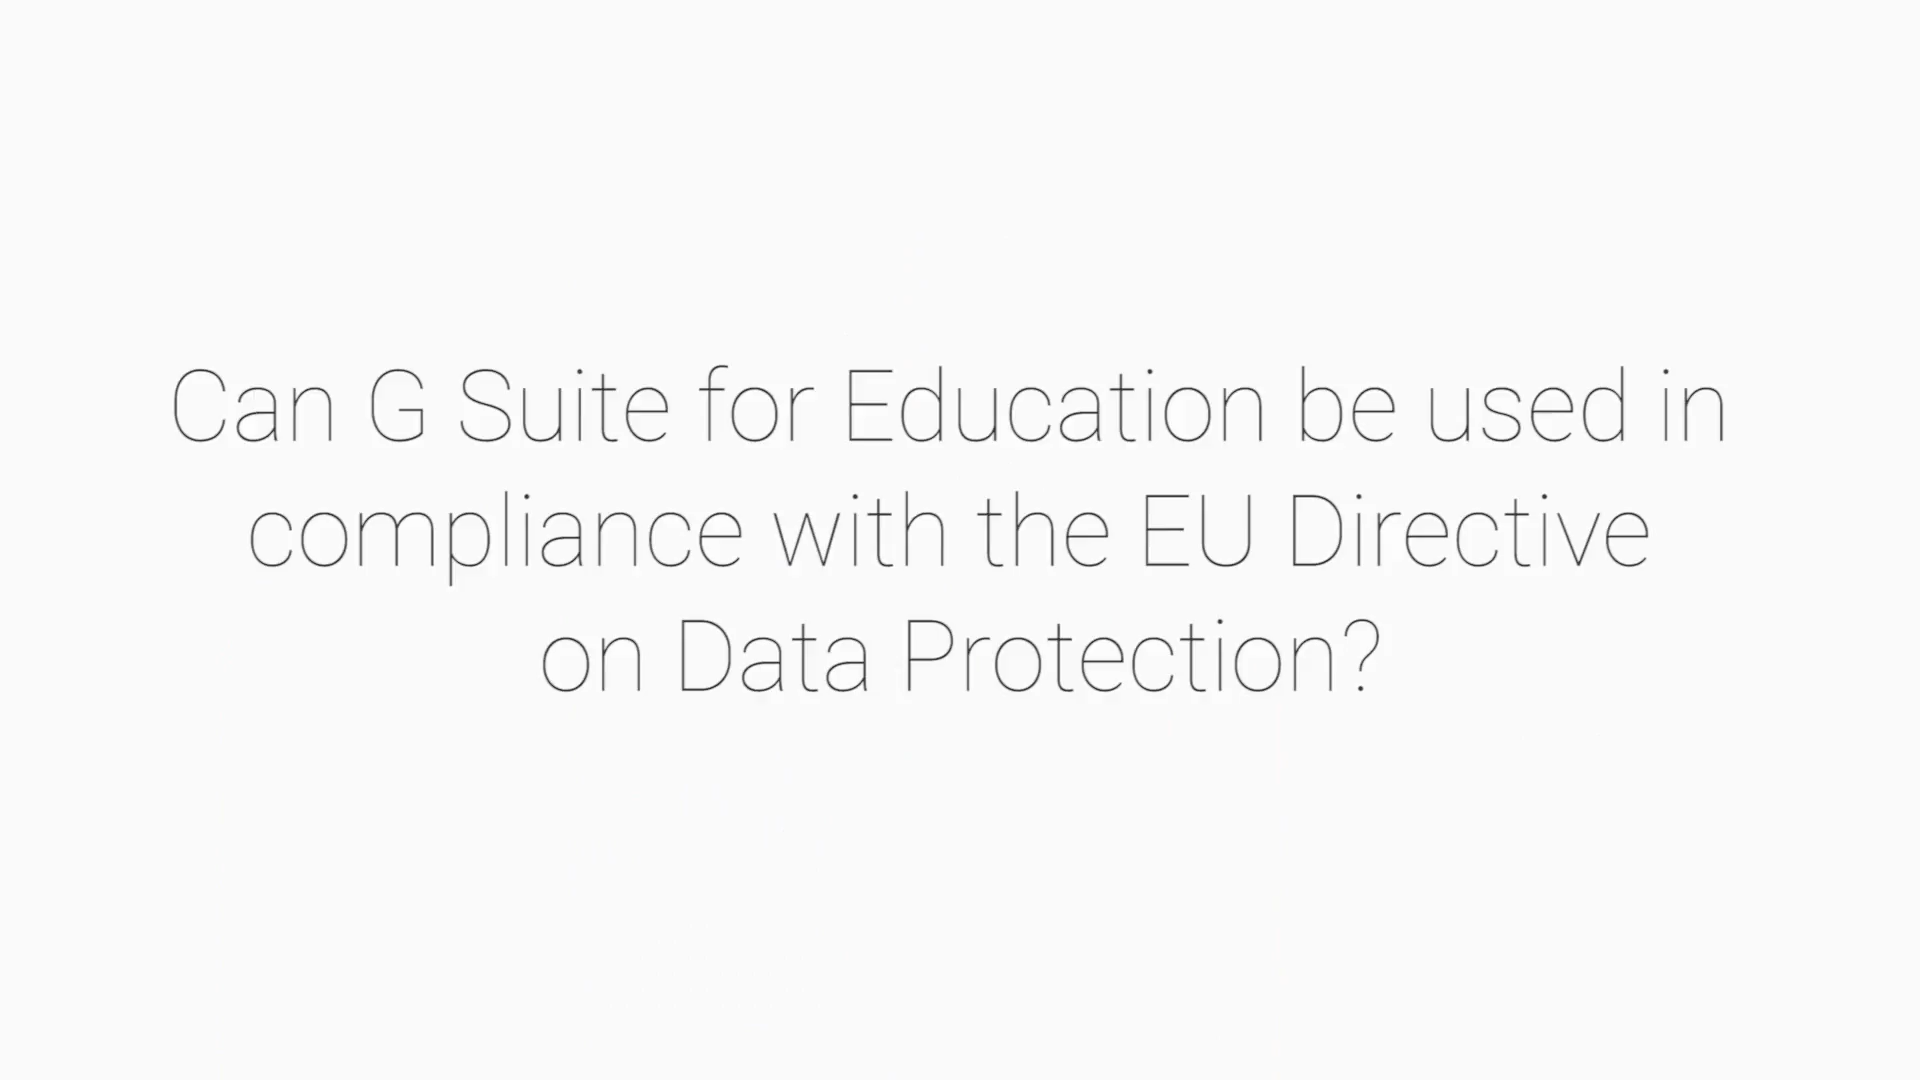 Can G Suite for Education be used in
compliance with the EU Directive
on Data Protection?